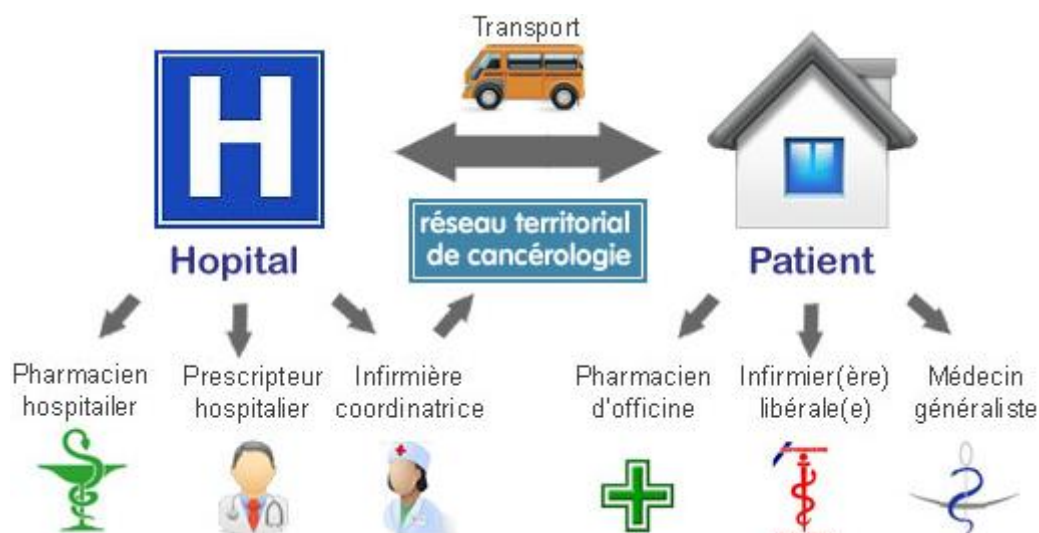 Transport
H
réseau territorial
de cancérologie
Hopital
Patient
Pharmacien
hospitailer
Prescripteur
hospitalier
Infirmière
coordinatrice
Pharmacien
d'officine
Infirmier(ère)
libérale(e)
Médecin
généraliste